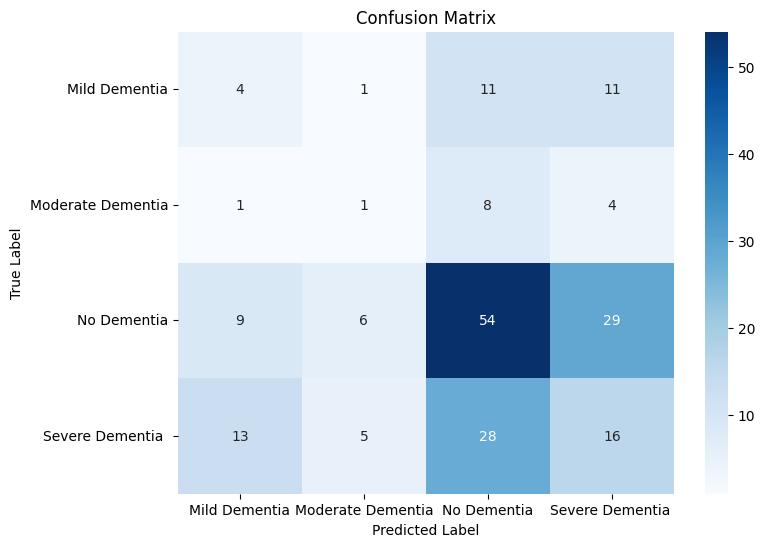 Confusion Matrix
Mild Dementia 4 1 11 11
Moderate Dementia 1 1 8 4
No Dementia 9 6 54 29
Severe Dementia 13 5 28 16
Mild Dementia Moderate Dementia No Dementia Severe Dementia
Predicted Label
True Label
50
40
30
20
10